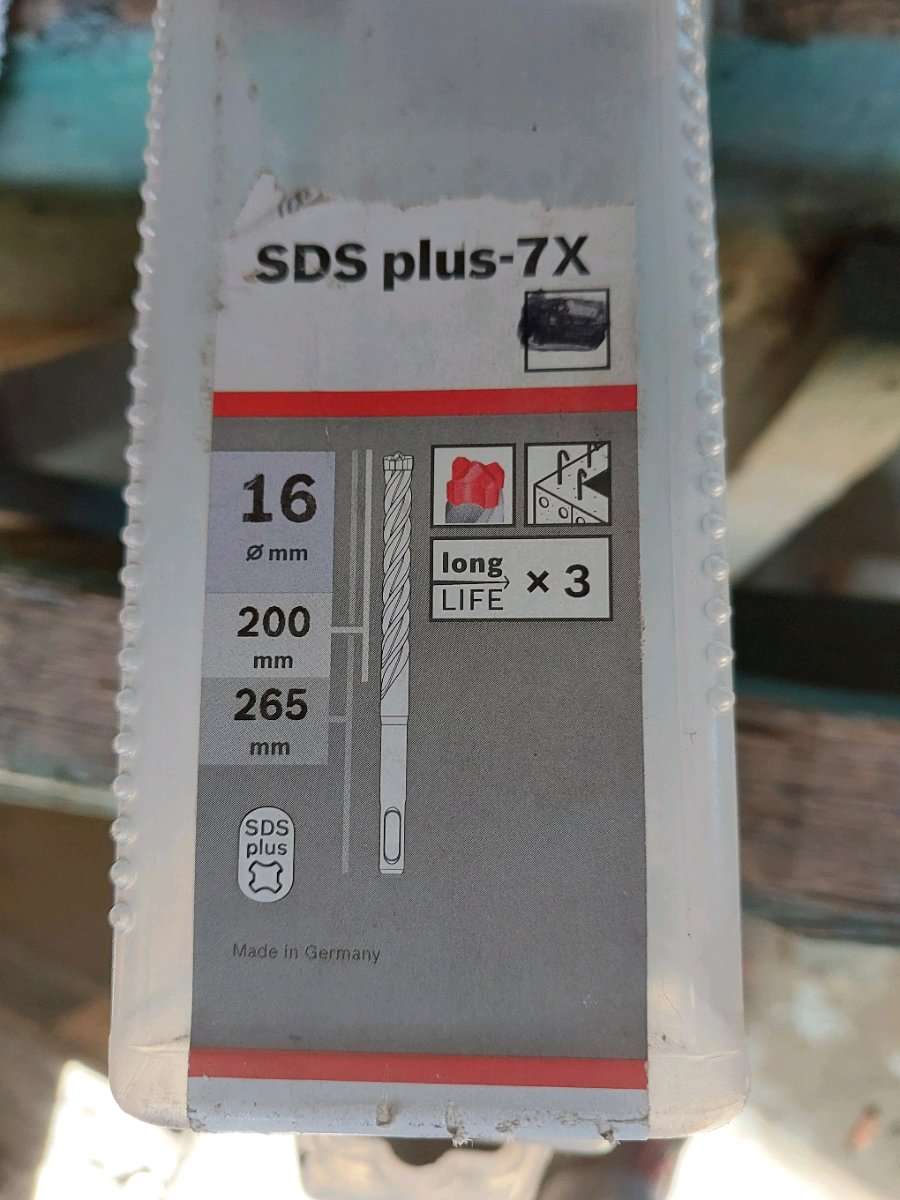 SDS plus-7X
16
Ø mm
200
mm
265
mm
long
LIFE
× 3
SDS
plus
Made in Germany